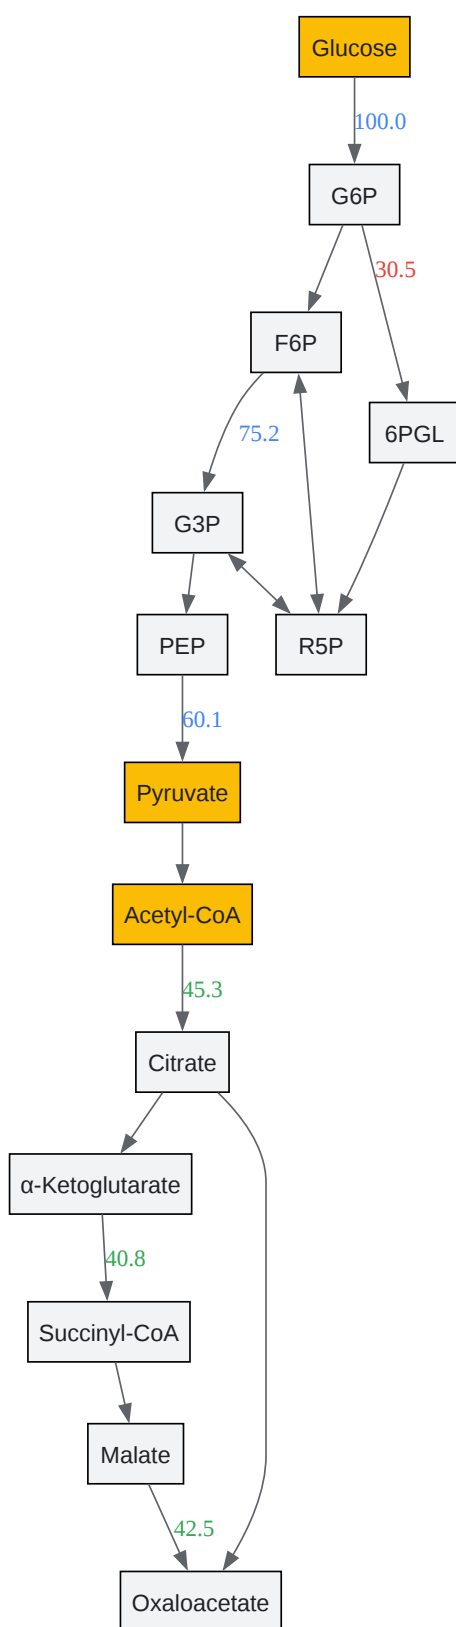 Glucose
100.0
G6P
30.5
F6P
6PGL
75.2
G3P
PEP
R5P
60.1
Pyruvate
Acetyl-CoA
45.3
Citrate
α-Ketoglutarate
40.8
Succinyl-CoA
Malate
42.5
Oxaloacetate